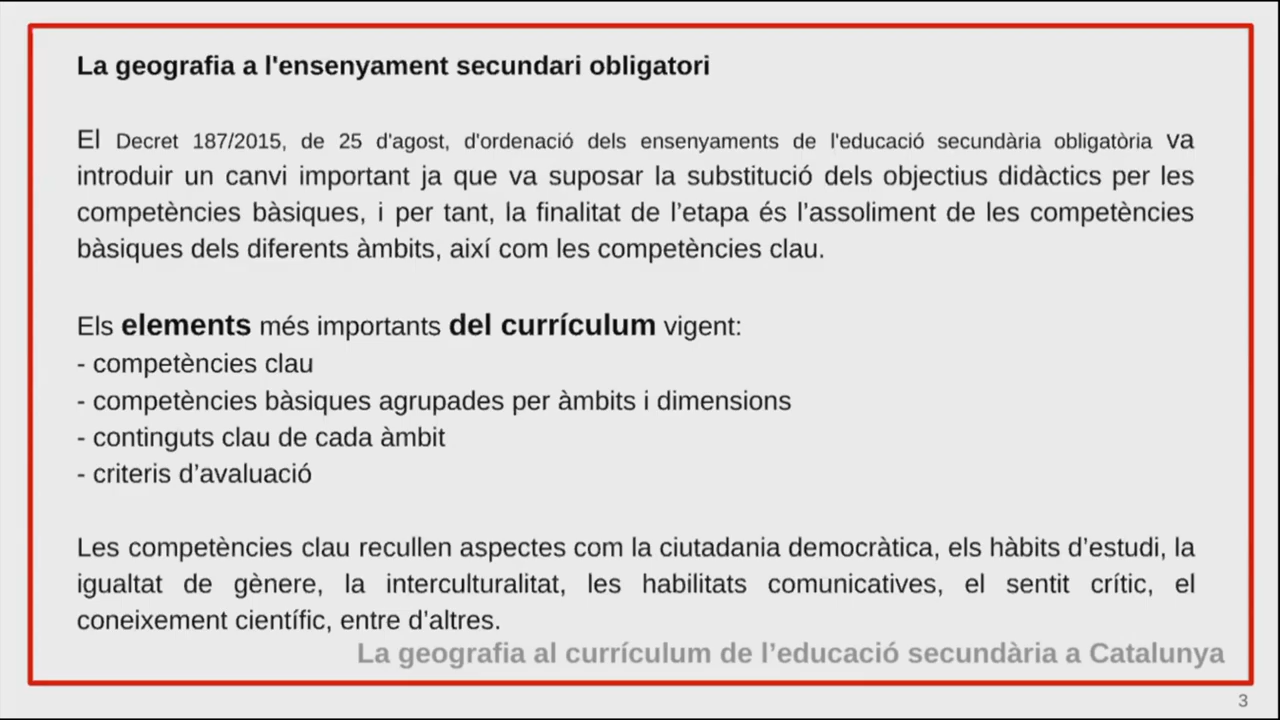 La geografia a l'ensenyament secundari obligatori
El Decret 187/2015, de 25 d'agost, d'ordenació dels ensenyaments de l'educació secundària obligatòria va
introduir un canvi important ja que va suposar la substitució dels objectius didàctics per les
competències bàsiques, i per tant, la finalitat de l’etapa és l’assoliment de les competències
bàsiques dels diferents àmbits, així com les competències clau.
Els elements més importants del currículum vigent:
- competències clau
- competències bàsiques agrupades per àmbits i dimensions
- continguts clau de cada àmbit
- criteris d’avaluació
Les competències clau recullen aspectes com la ciutadania democràtica, els hàbits d’estudi, la
igualtat de gènere, la interculturalitat, les habilitats comunicatives, el sentit crític, el
coneixement científic, entre d’altres.
La geografia al currículum de l’educació secundària a Catalunya
3